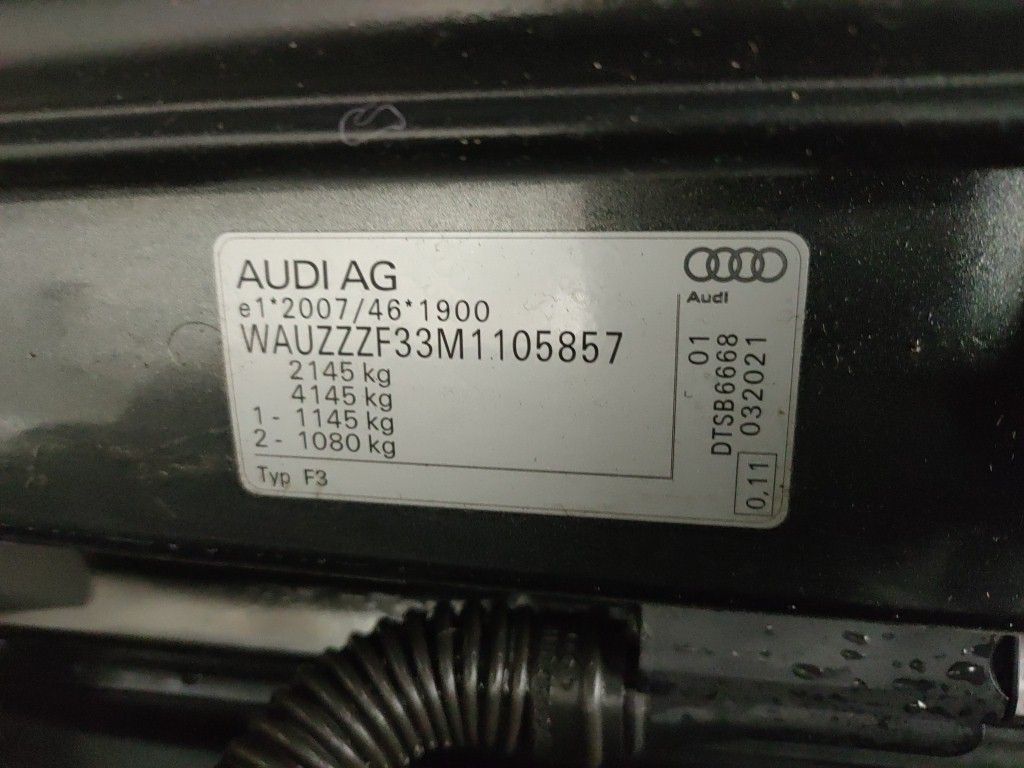 AUDI AG
e1*2007/46*1900
WAUZZZF33M1105857
2145 kg
4145 kg
1 - 1145 kg
2 - 1080 kg
Typ F3
Audi
01
DTSB6668
032021
0,11